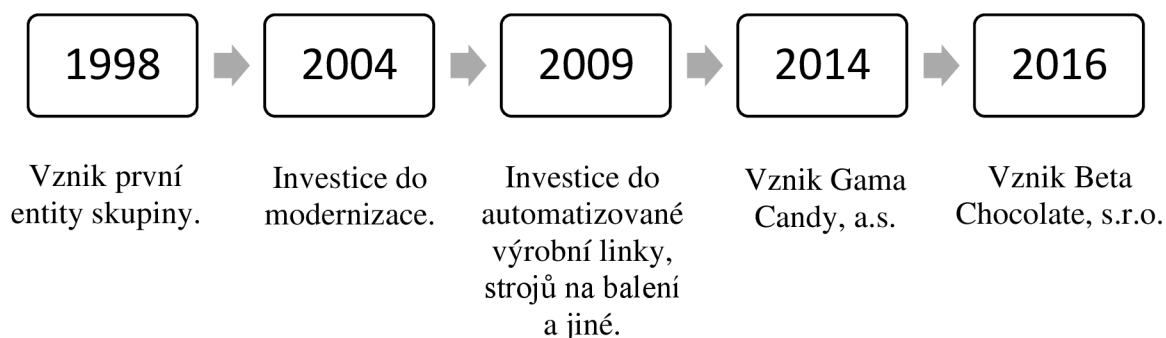 1998
2004
2009
2014
2016
Vznik první
entity skupiny.
Investice do
modernizace.
Investice do
automatizované
výrobní linky,
strojů na balení
a jiné.
Vznik Gama
Candy, a.s.
Vznik Beta
Chocolate, s.r.o.